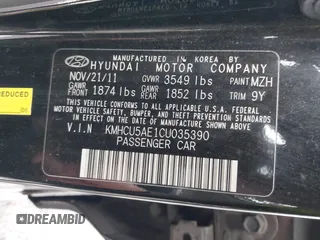 MANUFACTURED IN KOREA BY
HYUNDAI MOTOR COMPANY
NOV/21/11 GVWR 3549 lbs PAINT MZH
GAWR FRONT 1874 lbs GAWR REAR 1852 lbs TRIM 9Y
THIS VEHICLE CONFORMS TO ALL APPLICABLE FEDERAL MOTOR VEHICLE SAFETY, BUMPER, AND THEFT PREVENTION STANDARDS IN EFFECT ON THE DATE OF MANUFACTURE SHOWN ABOVE.
V.I.N KMHCU5AE1CU035390
PASSENGER CAR
REDUCED